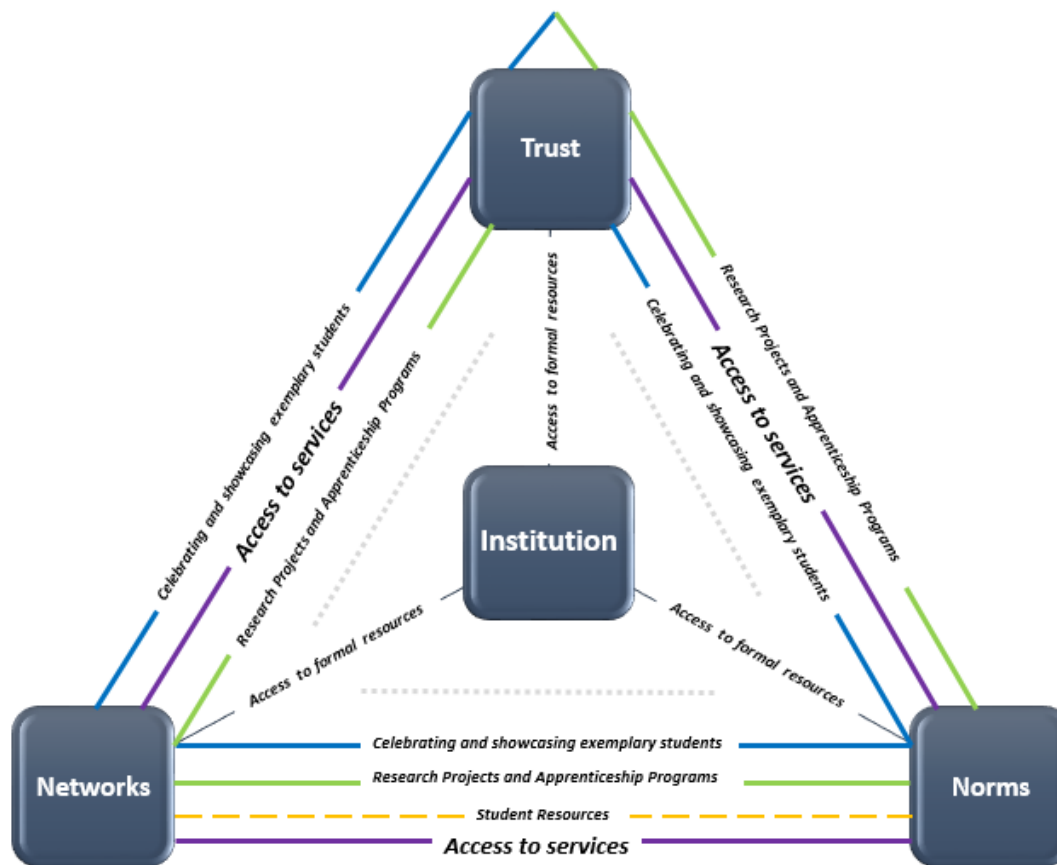 Trust
Celebrating and showcasing exemplary students
Access to services
Research Projects and Apprenticeship Programs
Access to formal resources
Celebrating and showcasing exemplary students
Access to services
Research Projects and Apprenticeship Programs
Institution
Access to formal resources
Access to formal resources
Networks
Celebrating and showcasing exemplary students
Research Projects and Apprenticeship Programs
Student Resources
Access to services
Norms